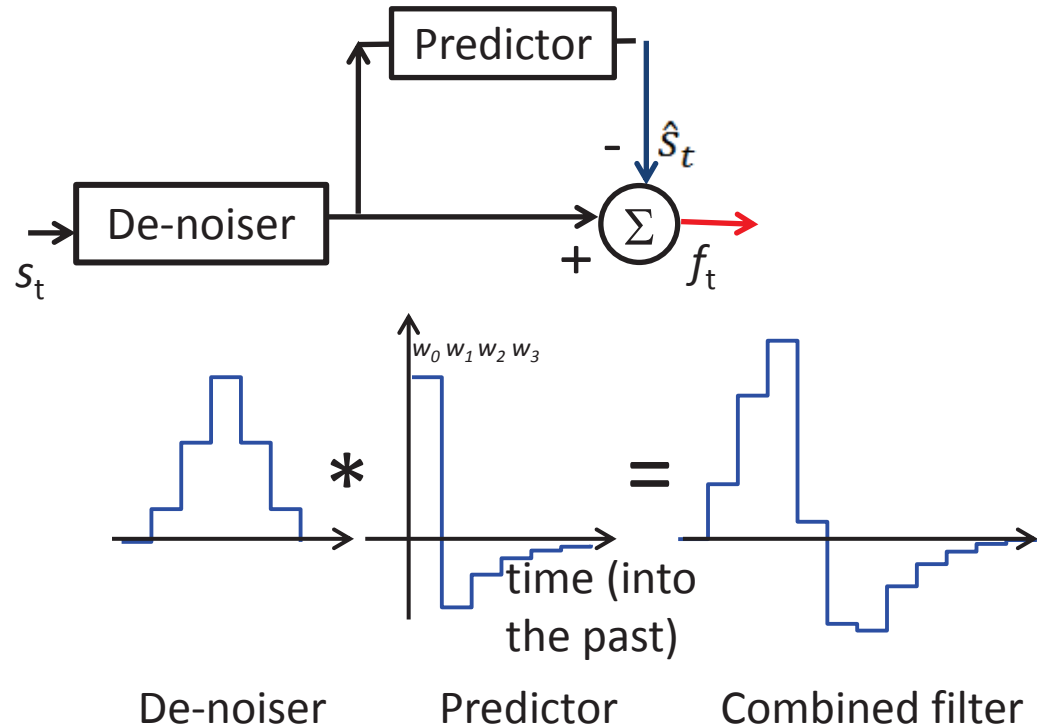 Predictor
-
ŝt
De-noiser
Σ
st
+
ft
w0 w1 w2 w3
*
=
time (into
the past)
De-noiser
Predictor
Combined filter